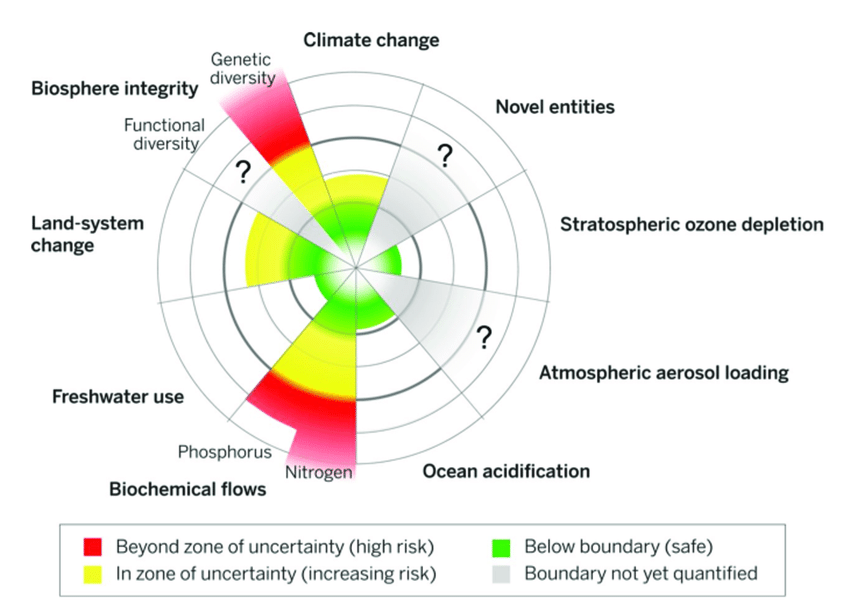 Climate change
Genetic
diversity
Biosphere integrity
Novel entities
Functional
diversity
?
?
Land-system
change
Stratospheric ozone depletion
?
Atmospheric aerosol loading
Freshwater use
Phosphorus
Nitrogen
Ocean acidification
Biochemical flows
Beyond zone of uncertainty (high risk)
Below boundary (safe)
In zone of uncertainty (increasing risk)
Boundary not yet quantified